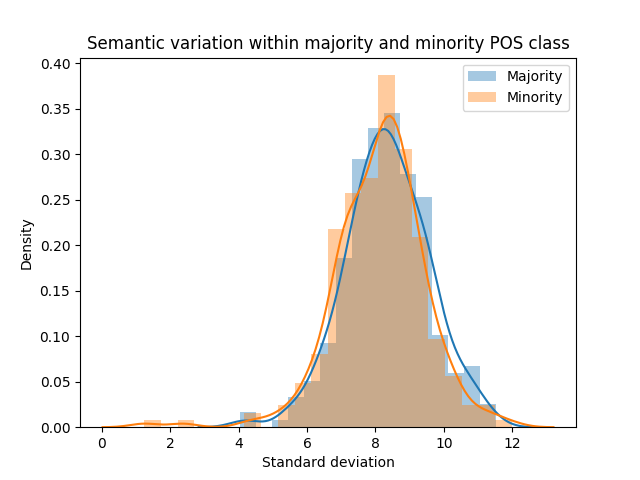 Semantic variation within majority and minority POS class
Majority
Minority
Density
0.40
0.35
0.30
0.25
0.20
0.15
0.10
0.05
0.00
0 2 4 6 8 10 12
Standard deviation